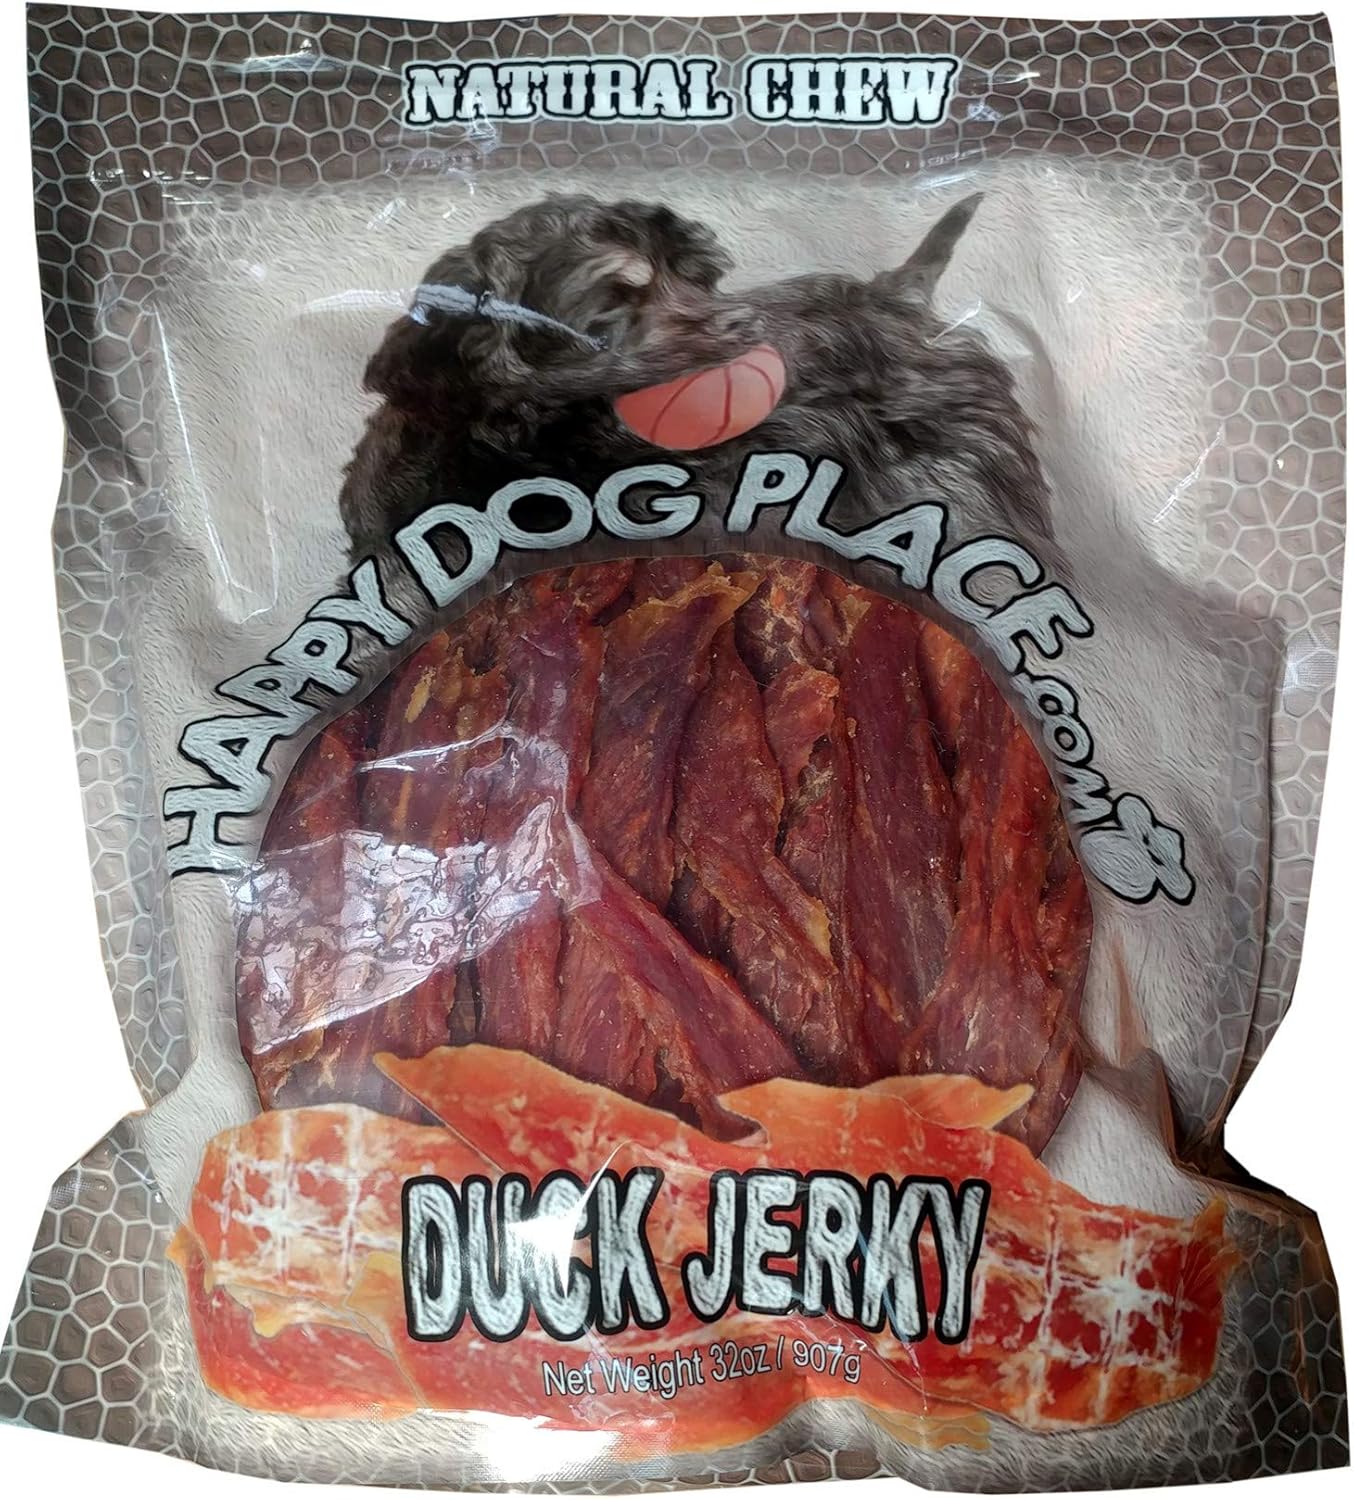 NATURAL CHEW
HAPPY DOG PLACE.COM
DUCK JERKY
Net Weight 32oz / 907g